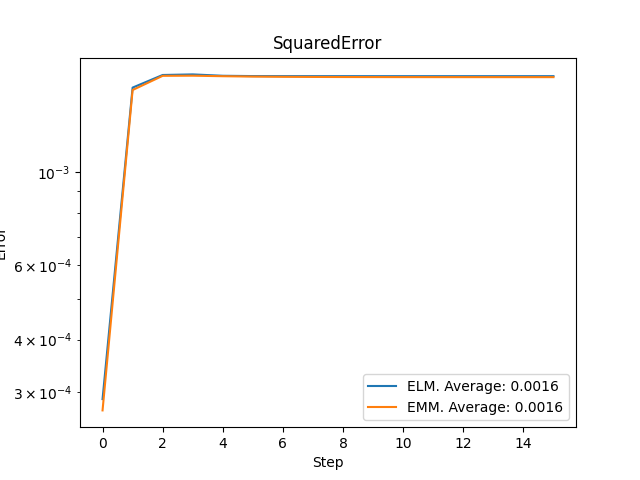 SquaredError
10⁻³
6 × 10⁻⁴
4 × 10⁻⁴
3 × 10⁻⁴
Error
0 2 4 6 8 10 12 14
Step
ELM. Average: 0.0016
EMM. Average: 0.0016